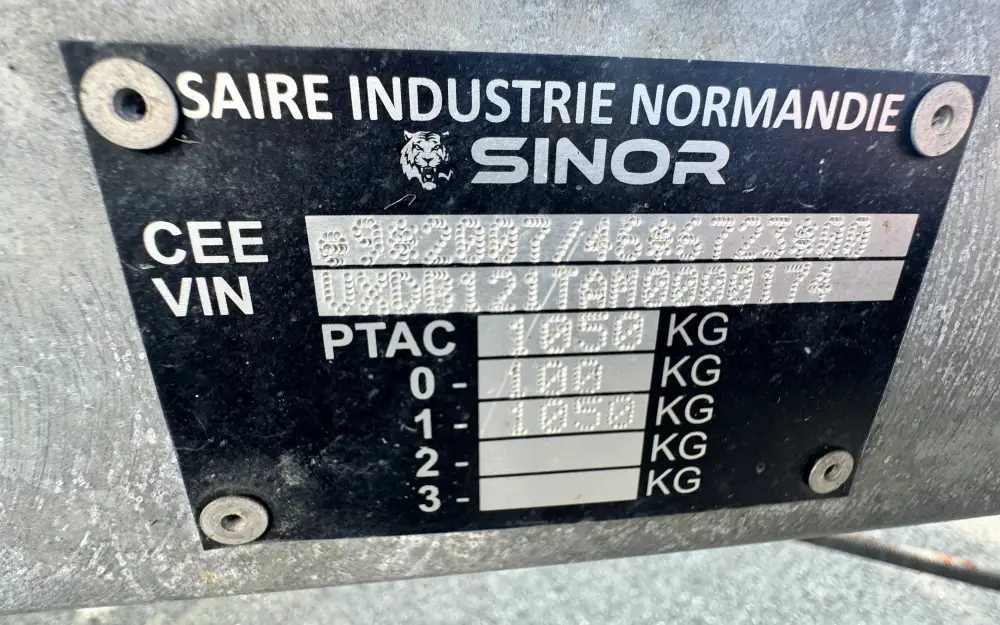 SAIRE INDUSTRIE NORMANDIE
SINOR
CEE
VIN
PTAC 1050 KG
0 - 100 KG
1 - 1050 KG
2 - KG
3 - KG